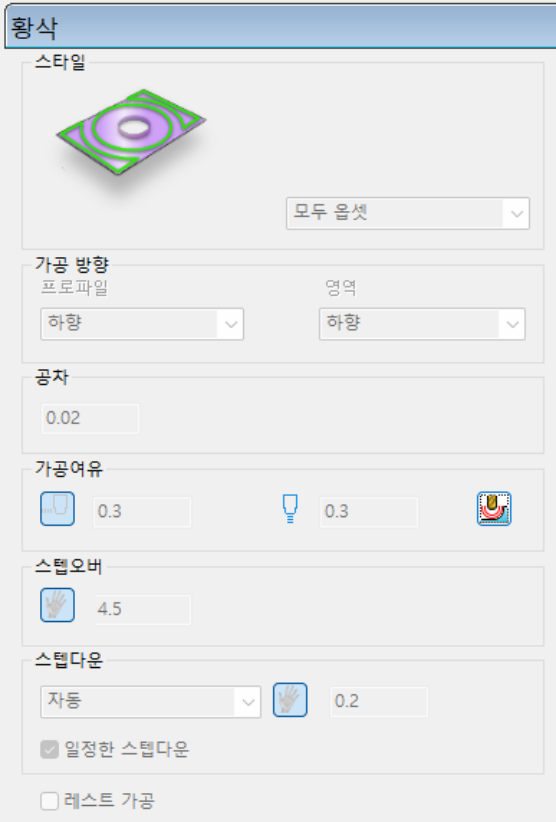 황삭
스타일
모두 옵셋
가공 방향
프로파일 영역
하향 하향
공차
0.02
가공여유
0.3 0.3
스텝오버
4.5
스텝다운
자동 0.2
일정한 스텝다운
레스트 가공